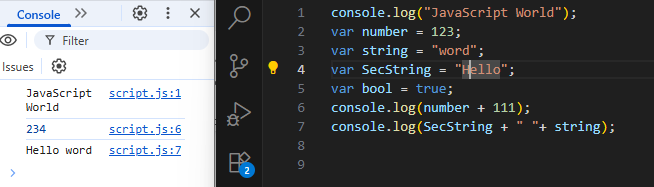 Console
Filter
Issues
JavaScript World script.js:1
234 script.js:6
Hello word script.js:7
2
1 console.log("JavaScript World");
2 var number = 123;
3 var string = "word";
4 var SecString = "Hello";
5 var bool = true;
6 console.log(number + 111);
7 console.log(SecString + " "+ string);
8
9